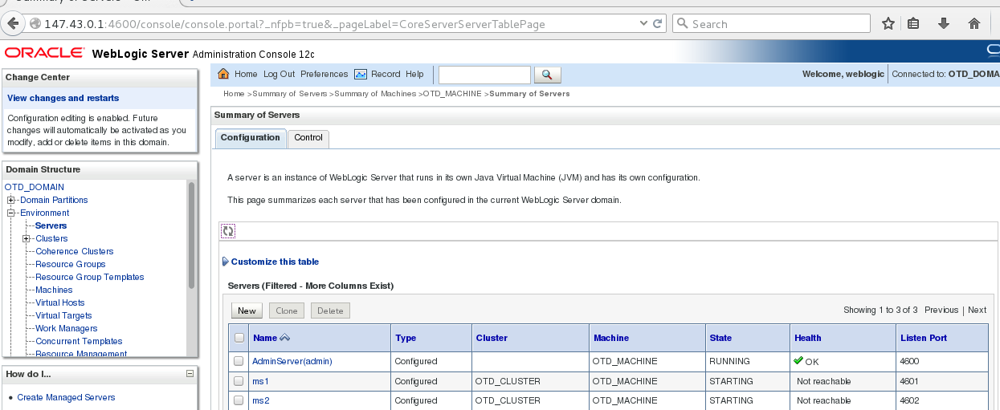 147.43.0.1:4600/console/console.portal?_nfpb=true&_pageLabel=CoreServerServerTablePage
Search
ORACLE WebLogic Server Administration Console 12c
Change Center
View changes and restarts
Configuration editing is enabled. Future
changes will automatically be activated as you
modify, add or delete items in this domain.
Domain Structure
OTD_DOMAIN
Domain Partitions
Environment
Servers
Clusters
Coherence Clusters
Resource Groups
Resource Group Templates
Machines
Virtual Hosts
Virtual Targets
Work Managers
Concurrent Templates
Resource Management
How do I...
Create Managed Servers
Home Log Out Preferences Record Help
Welcome, weblogic Connected to: OTD_DOMA
Home >Summary of Servers >Summary of Machines >OTD_MACHINE >Summary of Servers
Summary of Servers
Configuration Control
A server is an instance of WebLogic Server that runs in its own Java Virtual Machine (JVM) and has its own configuration.
This page summarizes each server that has been configured in the current WebLogic Server domain.
Customize this table
Servers (Filtered - More Columns Exist)
New Clone Delete Showing 1 to 3 of 3 Previous | Next
Name Type Cluster Machine State Health Listen Port
AdminServer(admin) Configured OTD_MACHINE RUNNING OK 4600
ms1 Configured OTD_CLUSTER OTD_MACHINE STARTING Not reachable 4601
ms2 Configured OTD_CLUSTER OTD_MACHINE STARTING Not reachable 4602